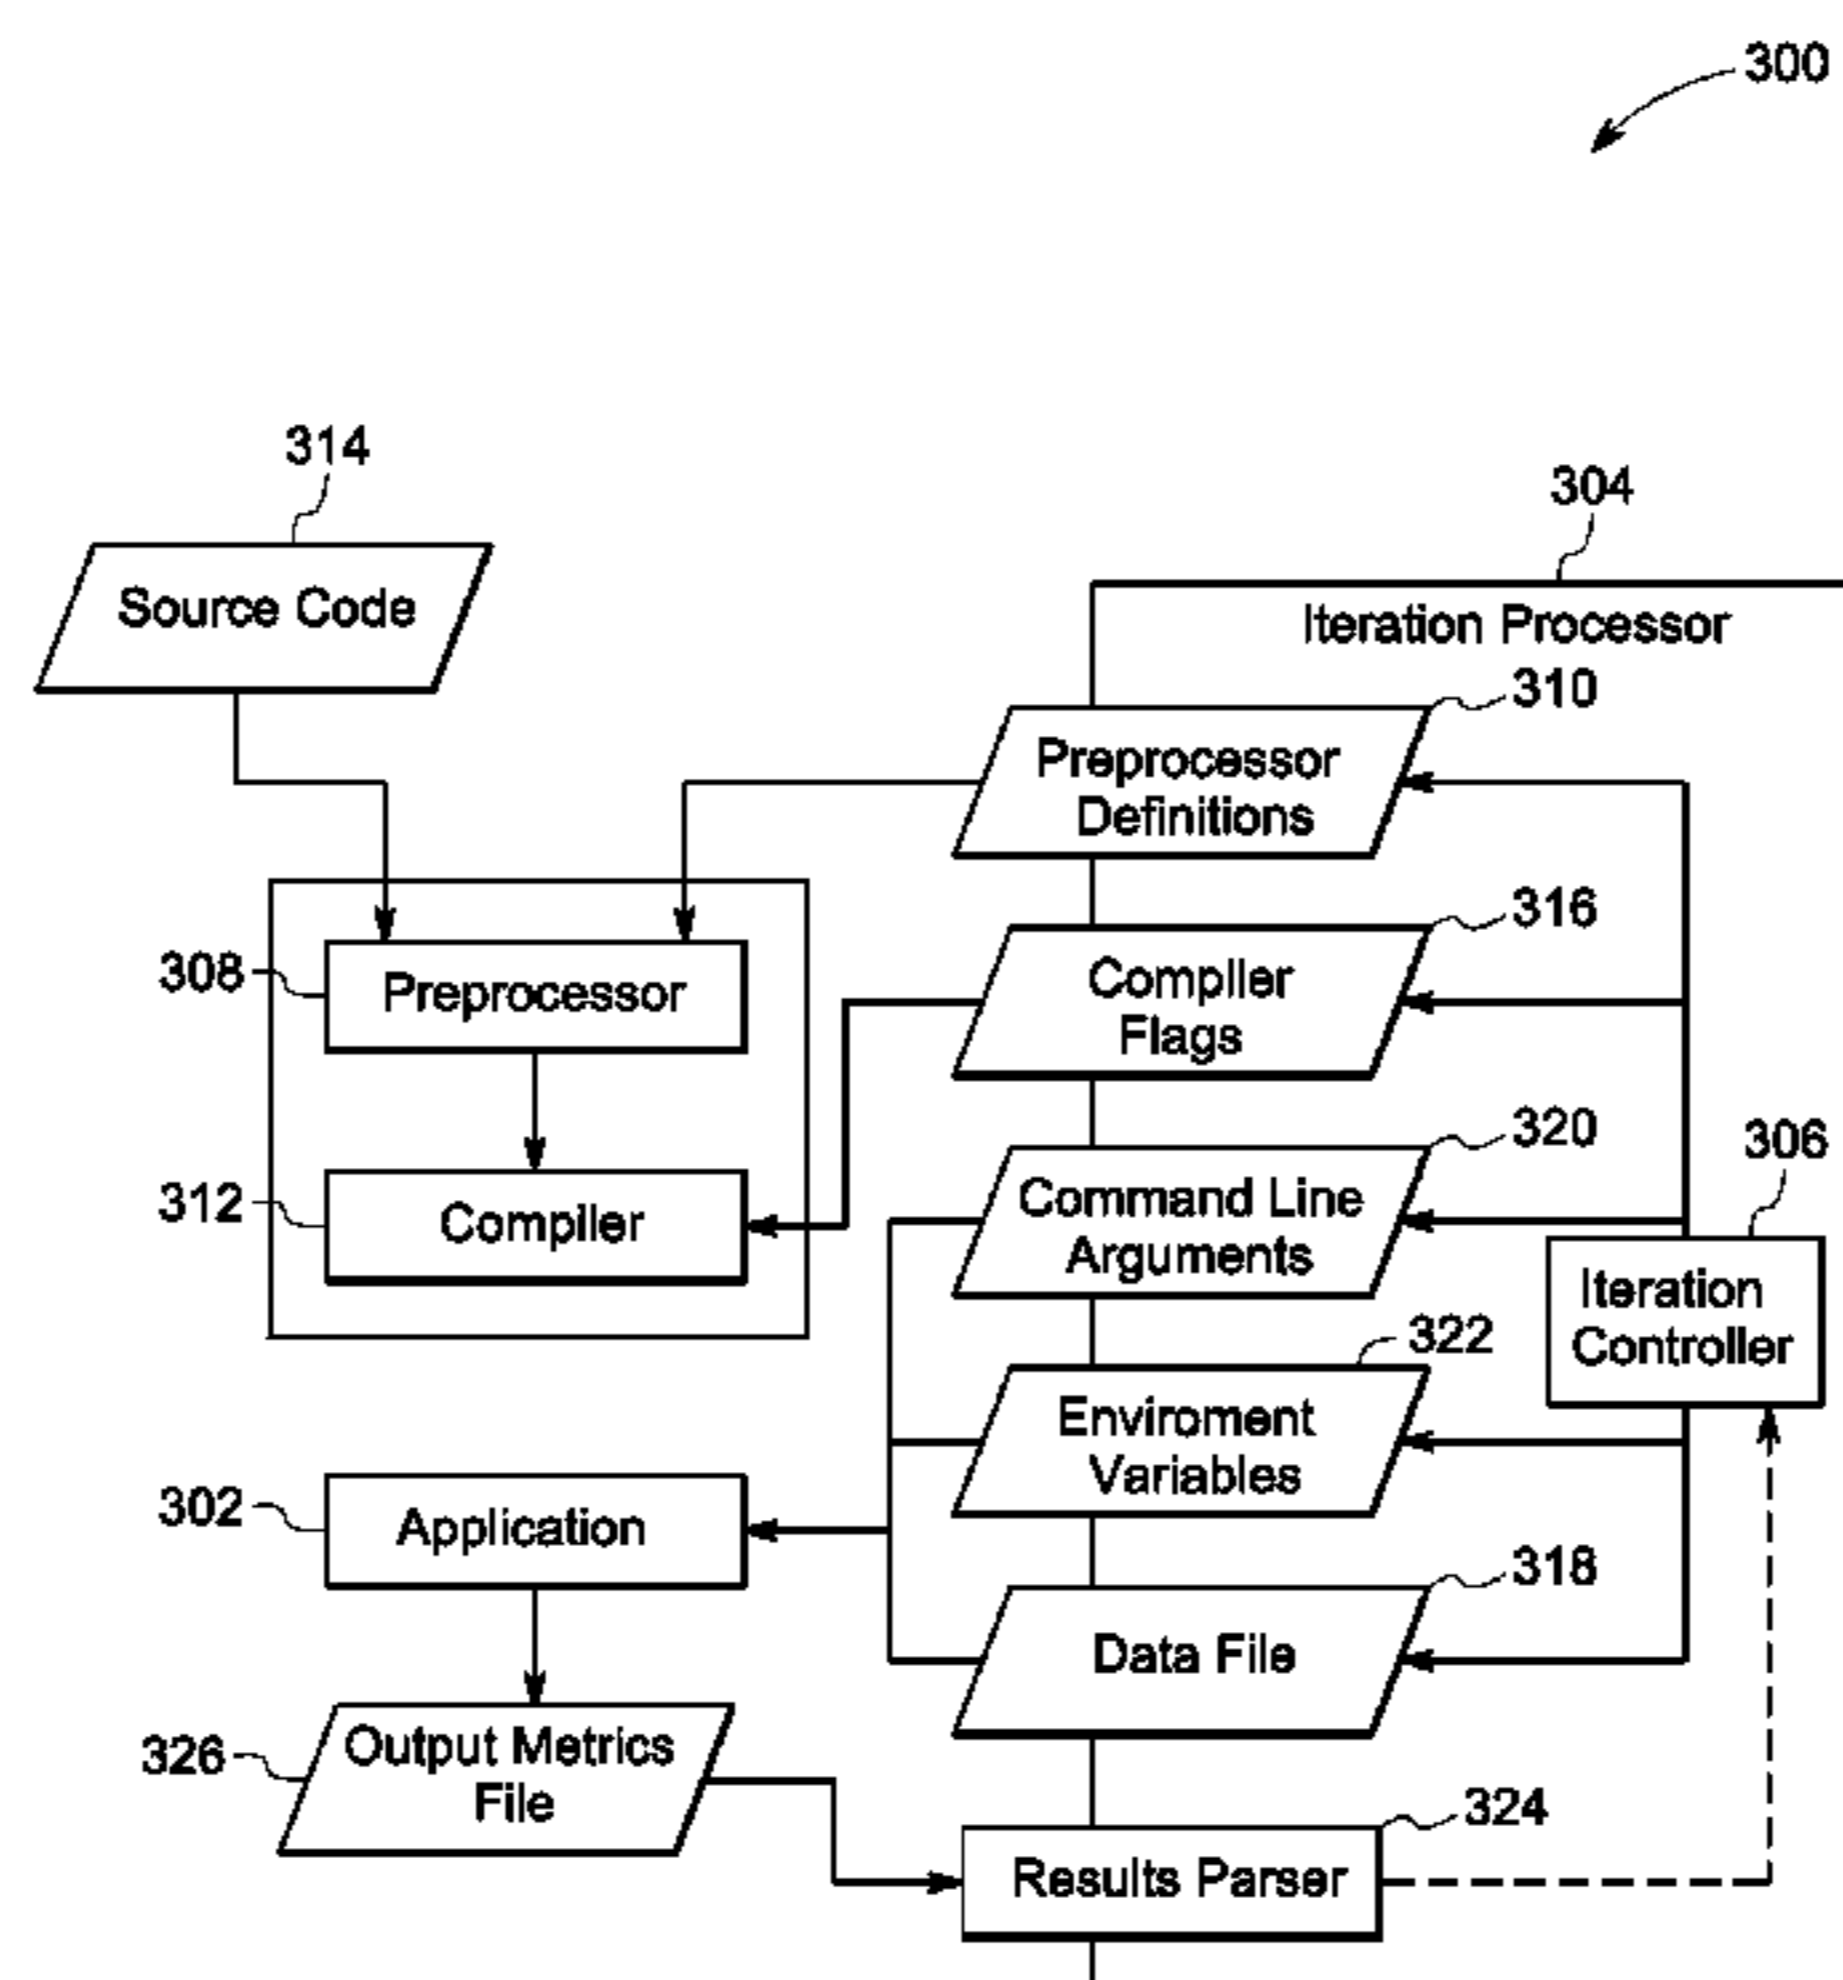 300
314
304
Source Code
Iteration Processor
310
Preprocessor
Definitions
316
308
Preprocessor
Compiler
Flags
320
306
312
Compiler
Command Line
Arguments
Iteration
Controller
322
Enviroment
Variables
302
Application
318
Data File
326
Output Metrics
File
324
Results Parser